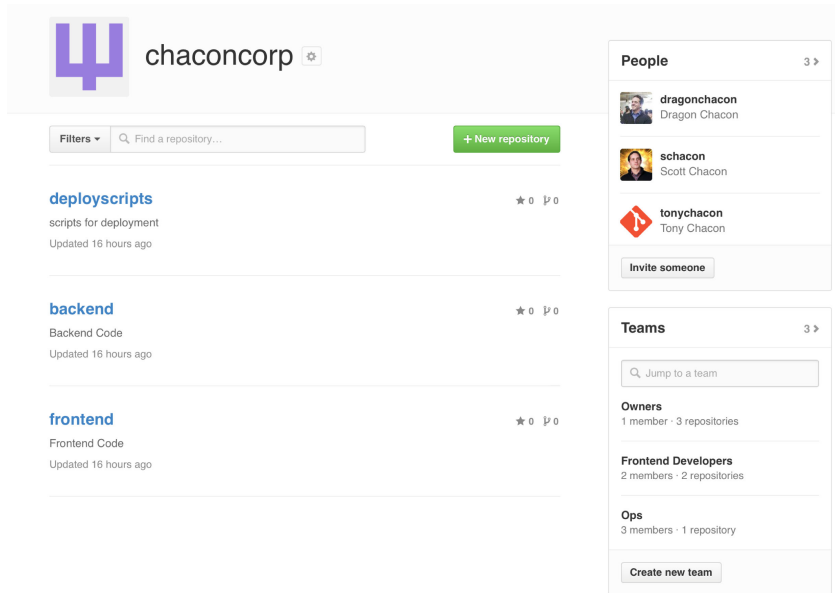 chaconcorp
Filters
Find a repository...
+ New repository
deployscripts
0 0
scripts for deployment
Updated 16 hours ago
backend
0 0
Backend Code
Updated 16 hours ago
frontend
0 0
Frontend Code
Updated 16 hours ago
People 3
dragonchacon
Dragon Chacon
schacon
Scott Chacon
tonychacon
Tony Chacon
Invite someone
Teams 3
Jump to a team
Owners
1 member · 3 repositories
Frontend Developers
2 members · 2 repositories
Ops
3 members · 1 repository
Create new team